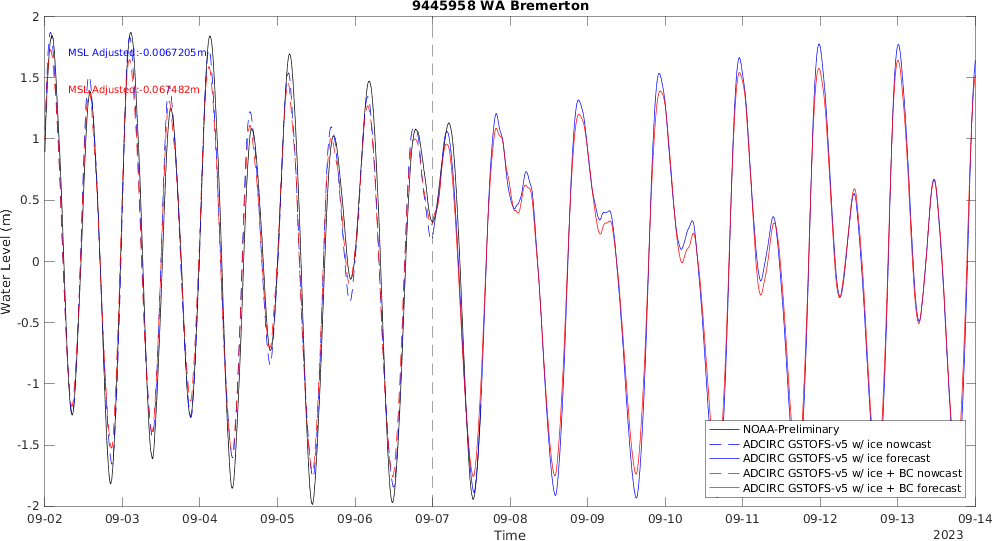 9445958 WA Bremerton
2
1.5
1
0.5
0
-0.5
-1
-1.5
-2
Water Level (m)
MSL Adjusted:-0.0067205m
MSL Adjusted:-0.067482m
NOAA-Preliminary
ADCIRC GSTOFS-v5 w/ ice nowcast
ADCIRC GSTOFS-v5 w/ ice forecast
ADCIRC GSTOFS-v5 w/ ice + BC nowcast
ADCIRC GSTOFS-v5 w/ ice + BC forecast
09-02 09-03 09-04 09-05 09-06 09-07 09-08 09-09 09-10 09-11 09-12 09-13 09-14
Time
2023